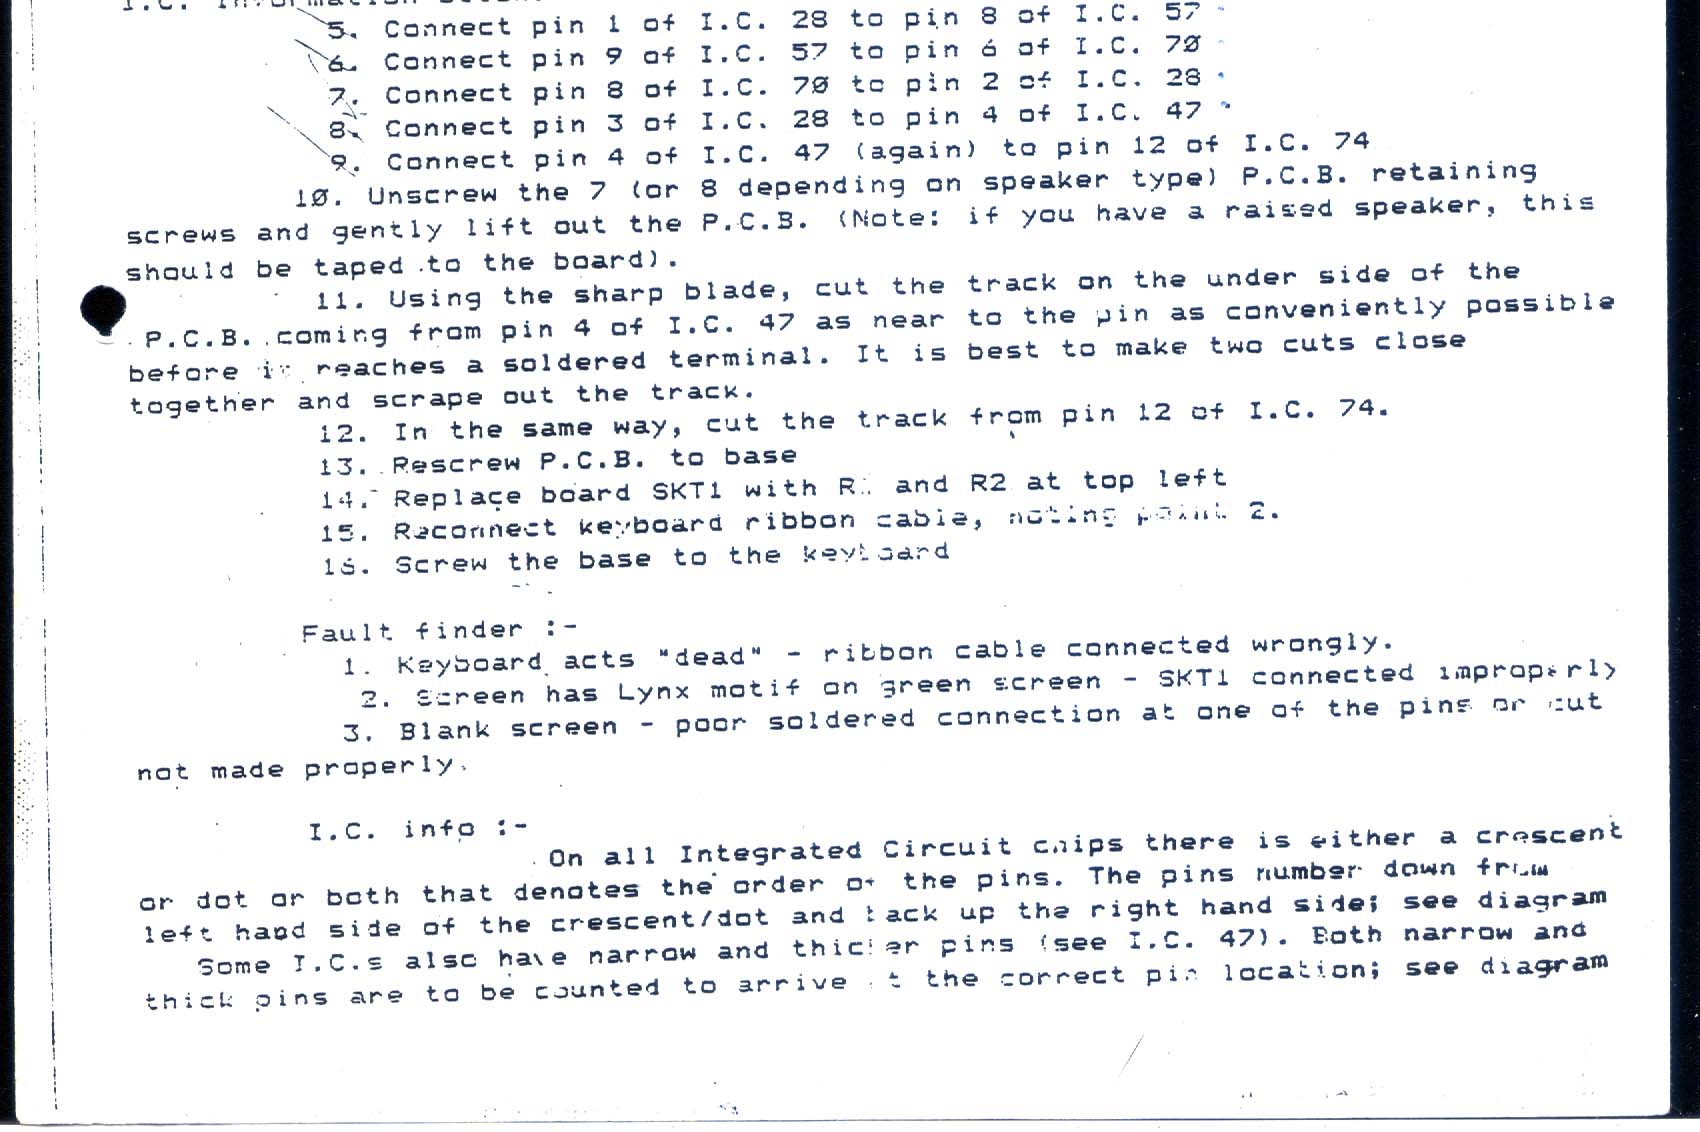 I.C. Information
5. Connect pin 1 of I.C. 28 to pin 8 of I.C. 57
6. Connect pin 9 of I.C. 57 to pin 6 of I.C. 70
7. Connect pin 8 of I.C. 70 to pin 2 of I.C. 28
8. Connect pin 3 of I.C. 28 to pin 4 of I.C. 47
9. Connect pin 4 of I.C. 47 (again) to pin 12 of I.C. 74
10. Unscrew the 7 (or 8 depending on speaker type) P.C.B. retaining
screws and gently lift out the P.C.B. (Note: if you have a raised speaker, this
should be taped to the board).
11. Using the sharp blade, cut the track on the under side of the
P.C.B. coming from pin 4 of I.C. 47 as near to the pin as conveniently possible
before it reaches a soldered terminal. It is best to make two cuts close
together and scrape out the track.
12. In the same way, cut the track from pin 12 of I.C. 74.
13. Rescrew P.C.B. to base
14. Replace board SKT1 with R1 and R2 at top left
15. Reconnect keyboard ribbon cable, noting point 2.
16. Screw the base to the keyboard
Fault finder :-
1. Keyboard acts "dead" - ribbon cable connected wrongly.
2. Screen has Lynx motif on green screen - SKT1 connected improperly
3. Blank screen - poor soldered connection at one of the pins or cut
not made properly.
I.C. info :-
On all Integrated Circuit chips there is either a crescent
or dot or both that denotes the order of the pins. The pins number down from
left hand side of the crescent/dot and back up the right hand side; see diagram
Some I.C.s also have narrow and thicker pins (see I.C. 47). Both narrow and
thick pins are to be counted to arrive at the correct pin location; see diagram